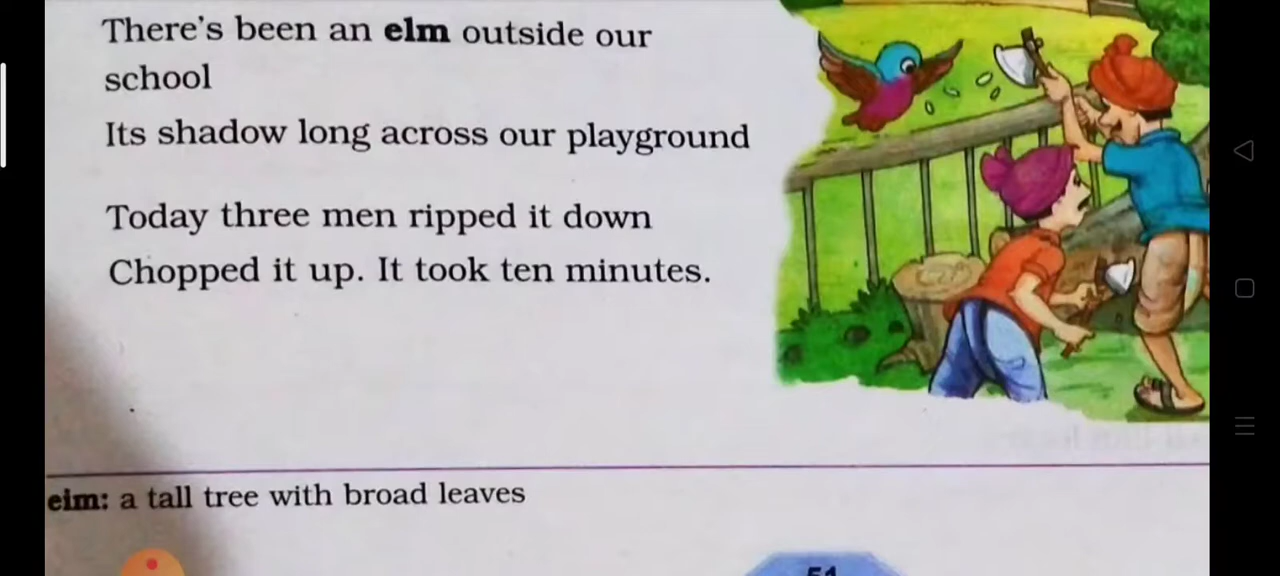 There's been an elm outside our
school
Its shadow long across our playground
Today three men ripped it down
Chopped it up. It took ten minutes.
elm: a tall tree with broad leaves